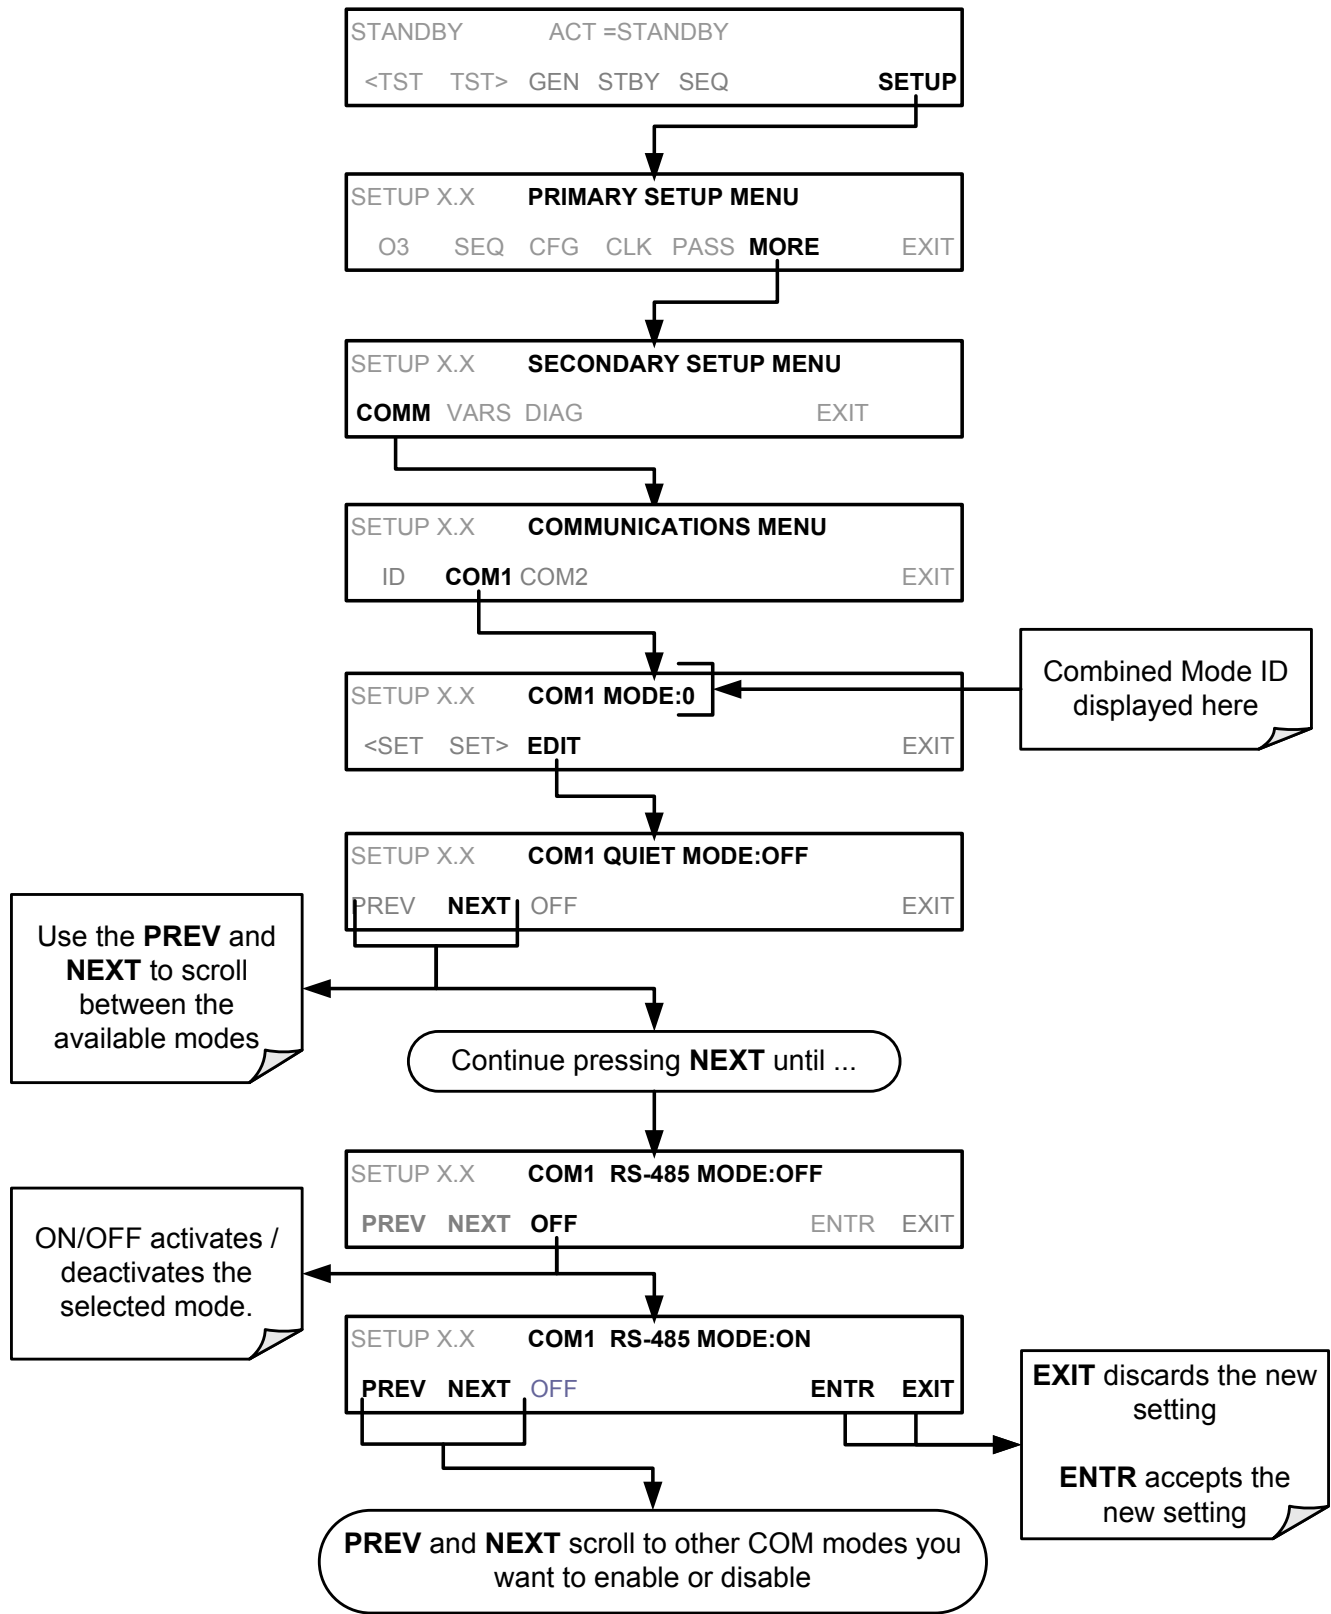 STANDBY ACT =STANDBY
<TST TST> GEN STBY SEQ SETUP
SETUP X.X PRIMARY SETUP MENU
O3 SEQ CFG CLK PASS MORE EXIT
SETUP X.X SECONDARY SETUP MENU
COMM VARS DIAG EXIT
SETUP X.X COMMUNICATIONS MENU
ID COM1 COM2 EXIT
SETUP X.X COM1 MODE:0
<SET SET> EDIT EXIT
Combined Mode ID
displayed here
SETUP X.X COM1 QUIET MODE:OFF
PREV NEXT OFF EXIT
Use the PREV and
NEXT to scroll
between the
available modes
Continue pressing NEXT until ...
SETUP X.X COM1 RS-485 MODE:OFF
PREV NEXT OFF ENTR EXIT
ON/OFF activates /
deactivates the
selected mode.
SETUP X.X COM1 RS-485 MODE:ON
PREV NEXT OFF ENTR EXIT
EXIT discards the new
setting
ENTR accepts the
new setting
PREV and NEXT scroll to other COM modes you
want to enable or disable